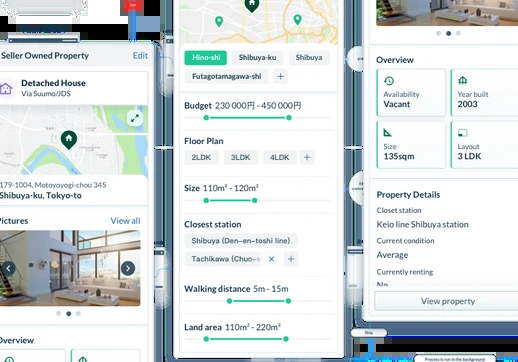 Seller Owned Property
Edit
Detached House
Via Suumo/JDS
179-1004, Motoyoyogi-chou 345
Shibuya-ku, Tokyo-to
Pictures
View all
Overview
Hino-shi
Shibuya-ku
Shibuya
Futagotamagawa-shi
Budget 230 000円 - 450 000円
Floor Plan
2LDK
3LDK
4LDK
Size 110m² - 120m²
Closest station
Shibuya (Den-en-toshi line)
Tachikawa (Chuo-
Walking distance 5m - 15m
Land area 110m² - 220m²
Overview
Availability
Vacant
Year built
2003
Size
135sqm
Layout
3 LDK
Property Details
Closet station
Keio line Shibuya station
Current condition
Average
Currently renting
No
View property
Process is run in the background